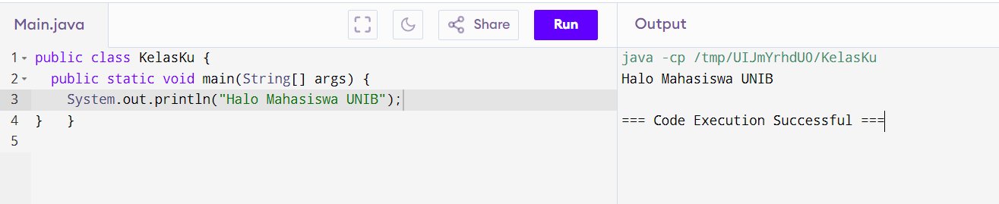 Main.java
Share
Run
Output
1 public class KelasKu {
2 public static void main(String[] args) {
3 System.out.println("Halo Mahasiswa UNIB");
4 } }
5
java -cp /tmp/UIJmYrhdU0/KelasKu
Halo Mahasiswa UNIB
=== Code Execution Successful ===